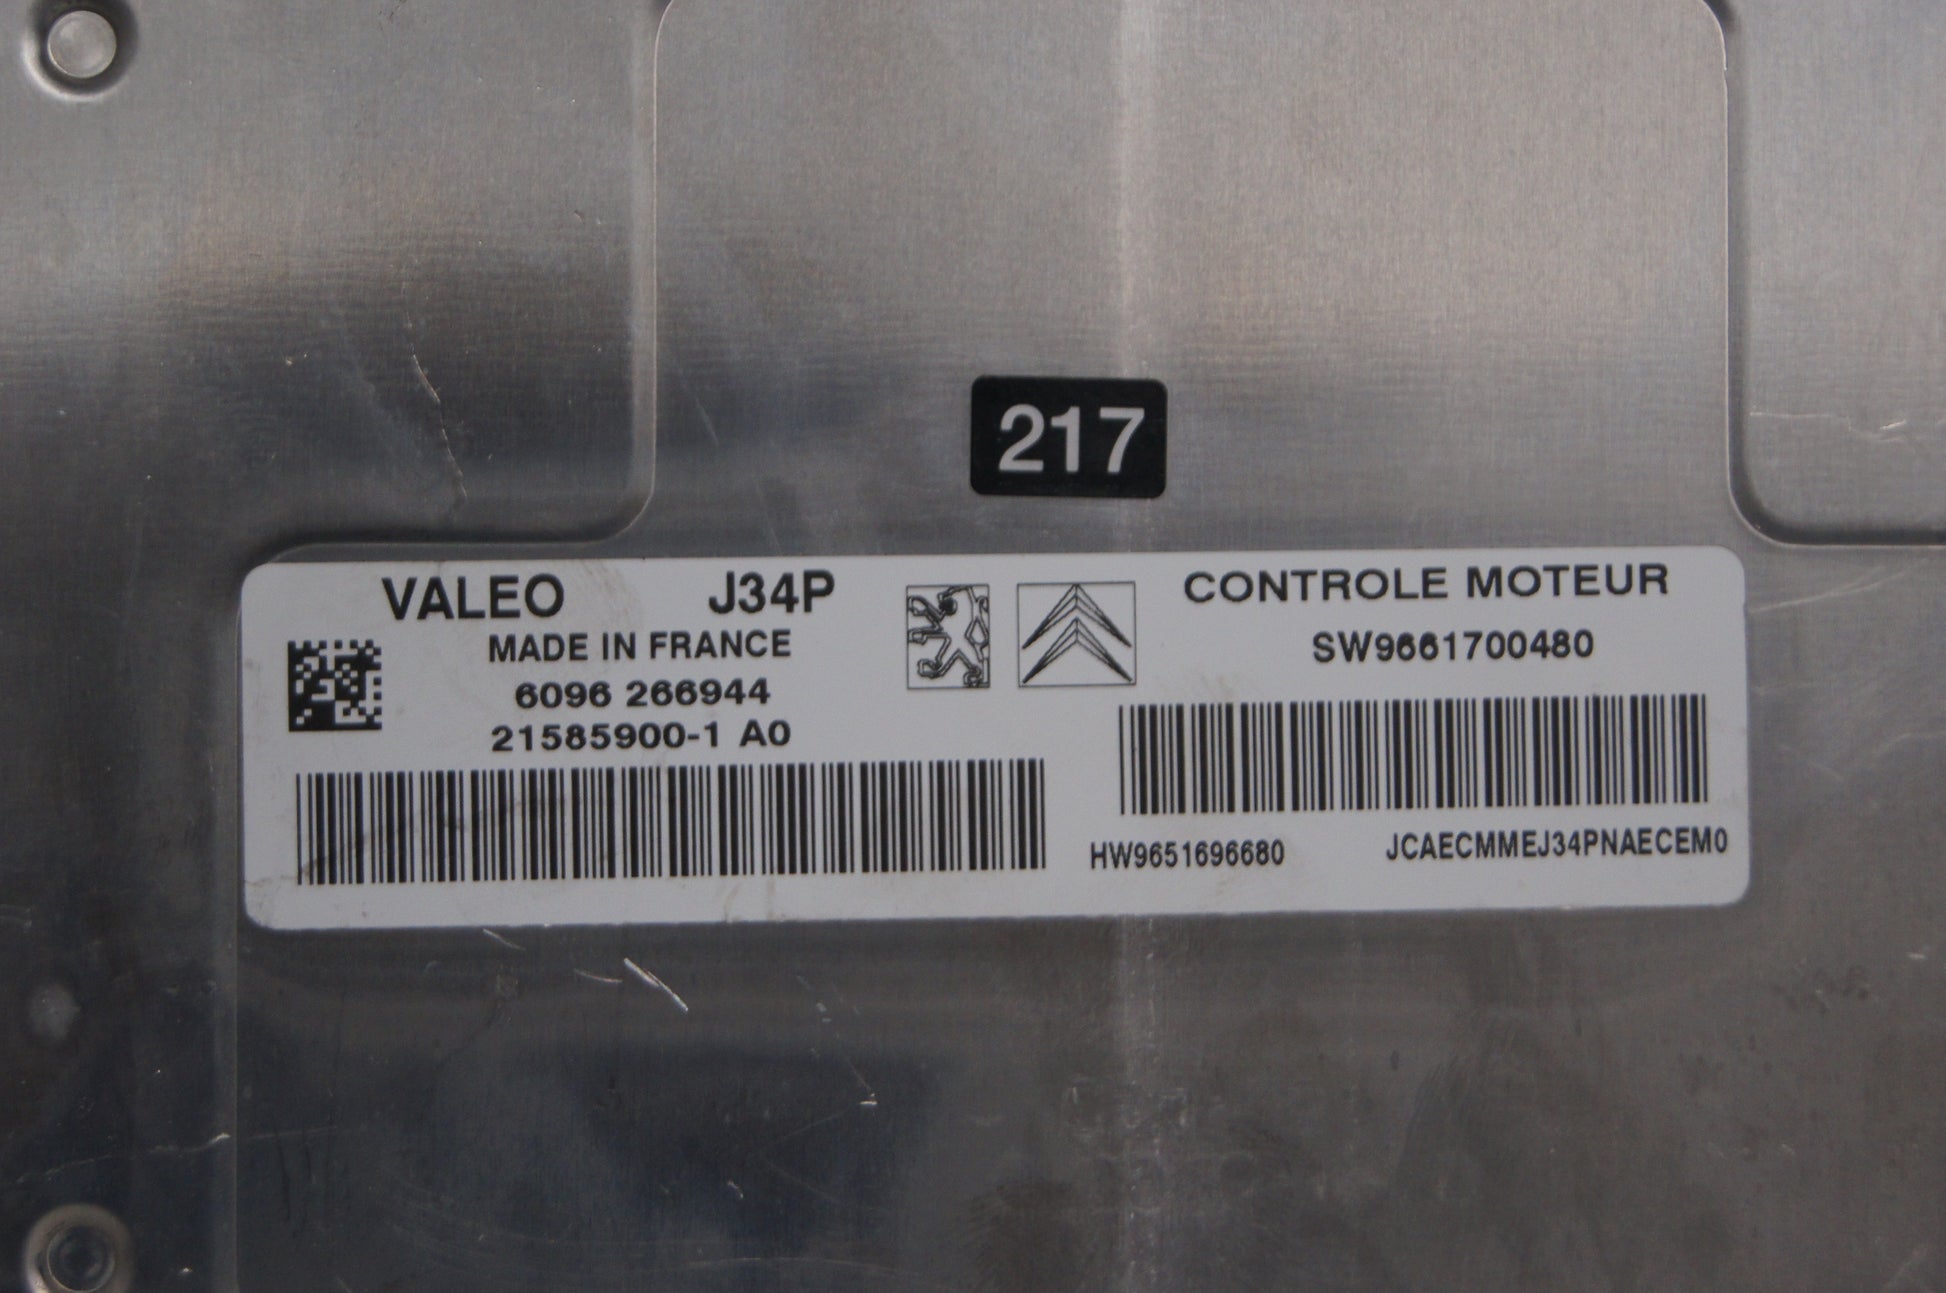 217
VALEO J34P
MADE IN FRANCE
6096 266944
21585900-1 A0
CONTROLE MOTEUR
SW9661700480
HW9651696680 JCAECMMEJ34PNAECEM0